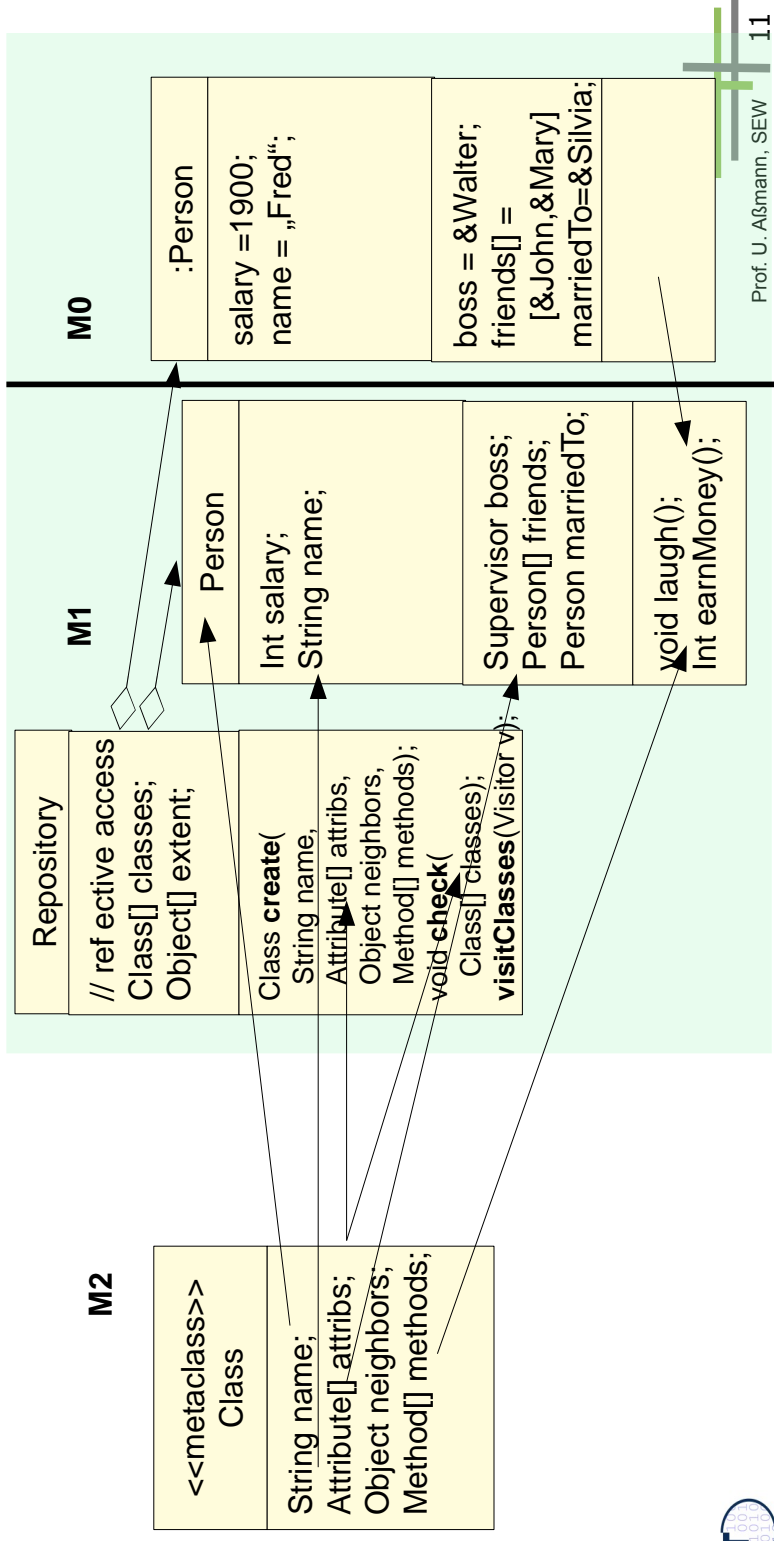 M2
<<metaclass>>
Class
String name;
Attribute[] attribs;
Object neighbors;
Method[] methods;
M1
Repository
// ref ective access
Class[] classes;
Object[] extent;
Class create(
String name,
Attribute[] attribs,
Object neighbors,
Method[] methods);
void check(
Class[] classes);
visitClasses(Visitor v);
Person
Int salary;
String name;
Supervisor boss;
Person[] friends;
Person marriedTo;
void laugh();
Int earnMoney();
M0
:Person
salary =1900;
name = „Fred“;
boss = &Walter;
friends[] =
[&John,&Mary]
marriedTo=&Silvia;
Prof. U. Aßmann, SEW
11